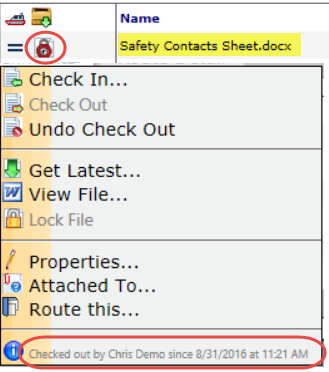 Name
Safety Contacts Sheet.docx
Check In...
Check Out
Undo Check Out
Get Latest...
View File...
Lock File
Properties...
Attached To...
Route this...
Checked out by Chris Demo since 8/31/2016 at 11:21 AM